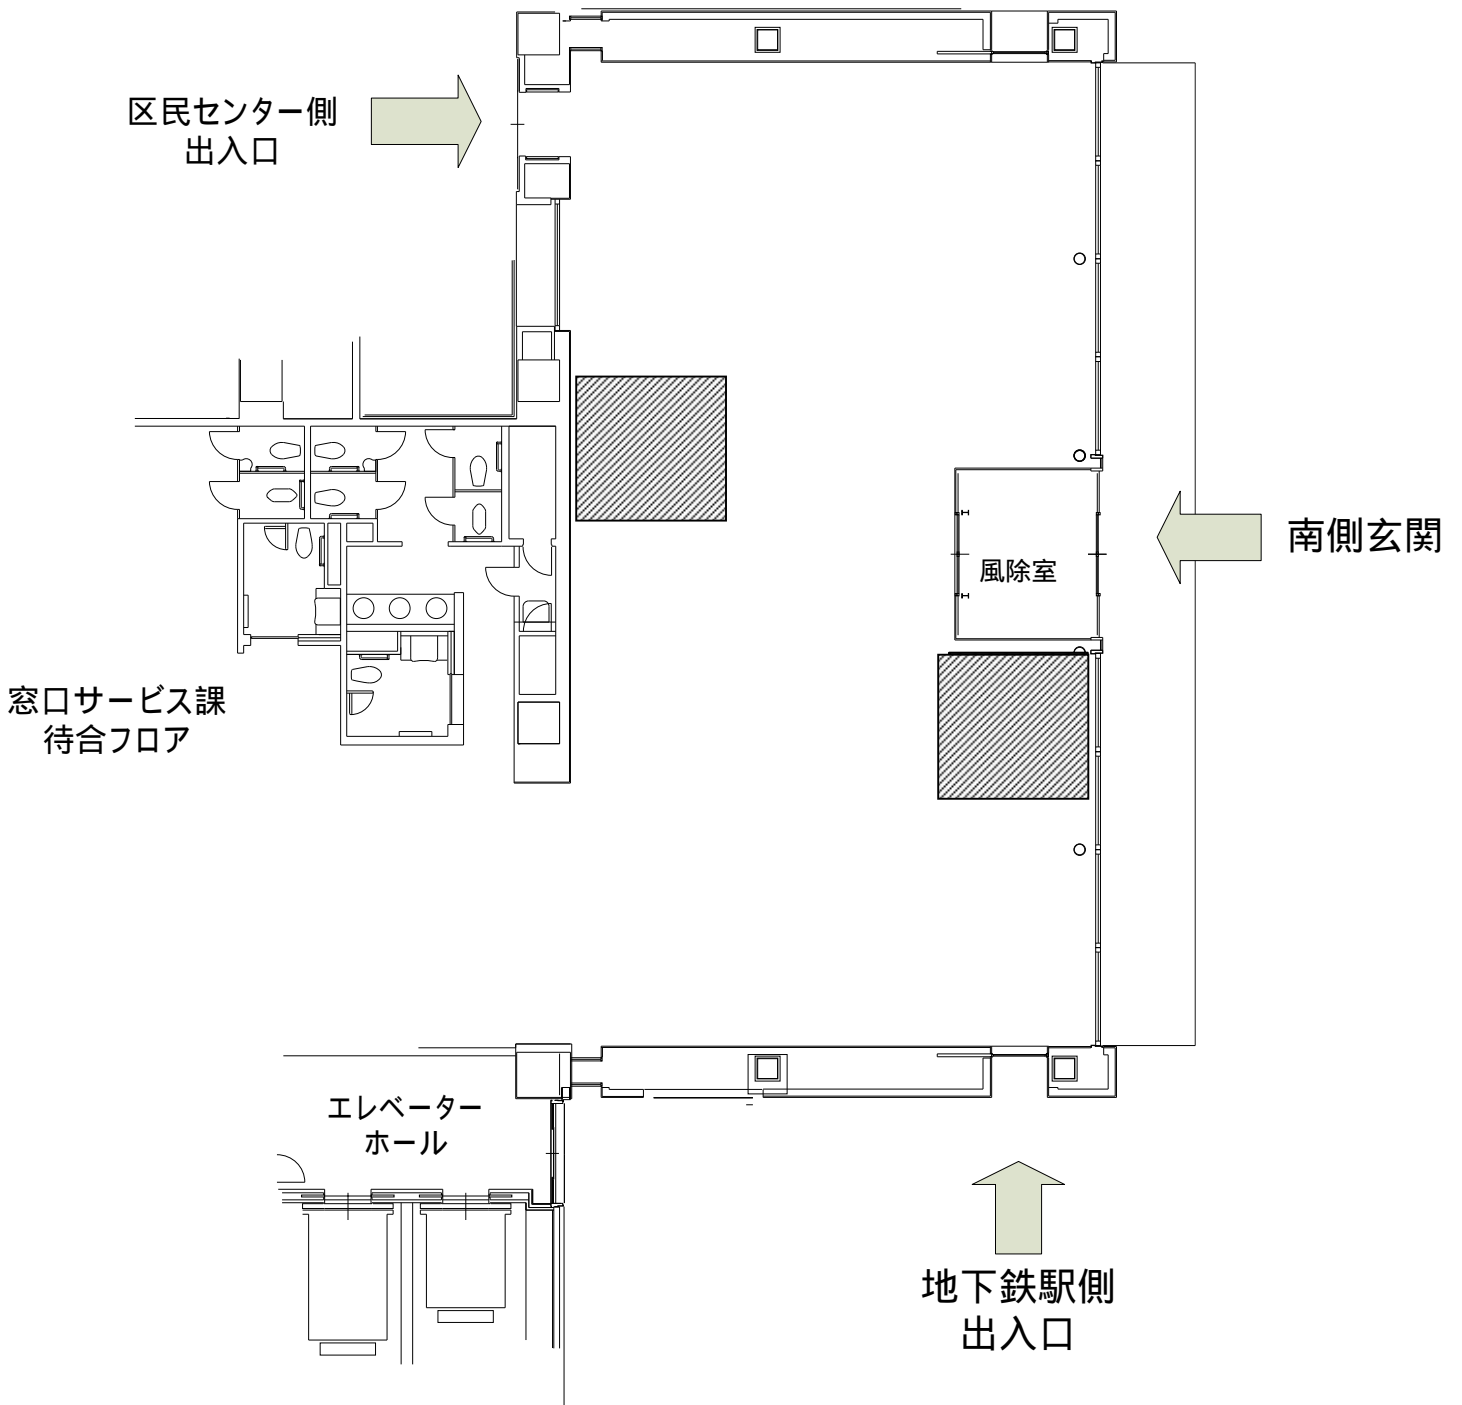 区民センター側
出入口
南側玄関
風除室
窓口サービス課
待合フロア
エレベーター
ホール
地下鉄駅側
出入口